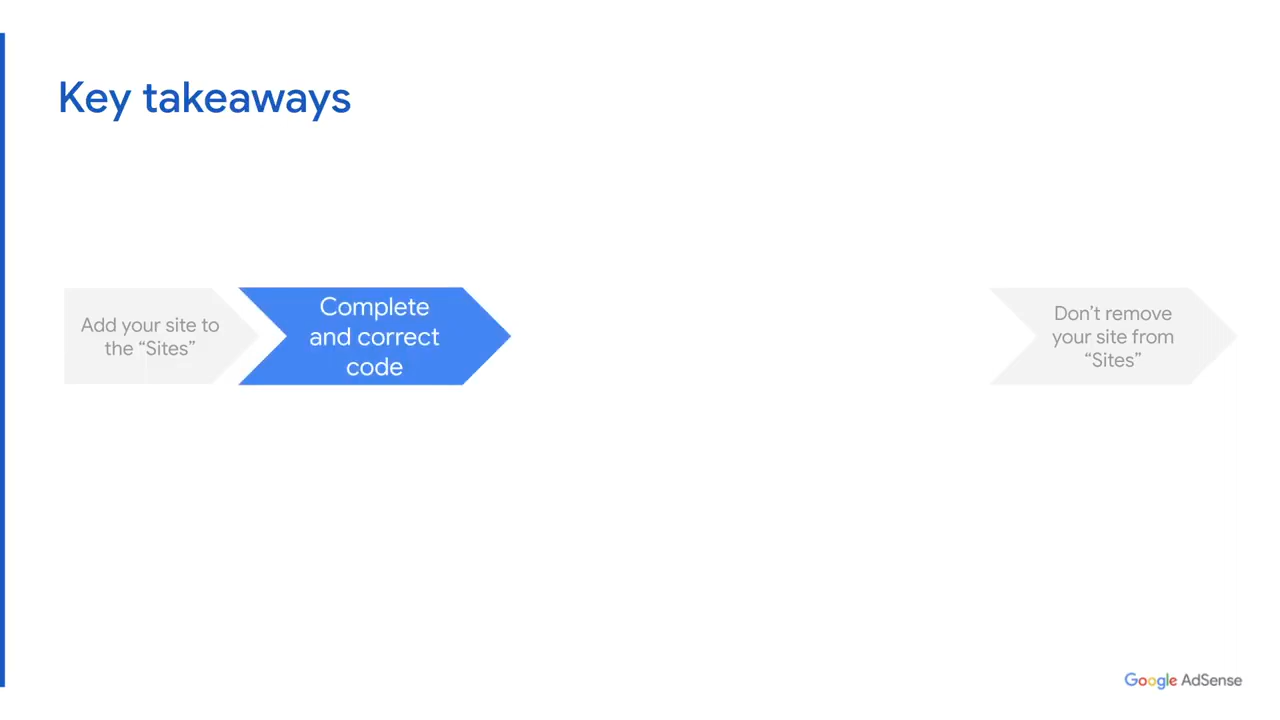 Key takeaways
Add your site to
the “Sites”
Complete
and correct
code
Don’t remove
your site from
“Sites”
Google AdSense